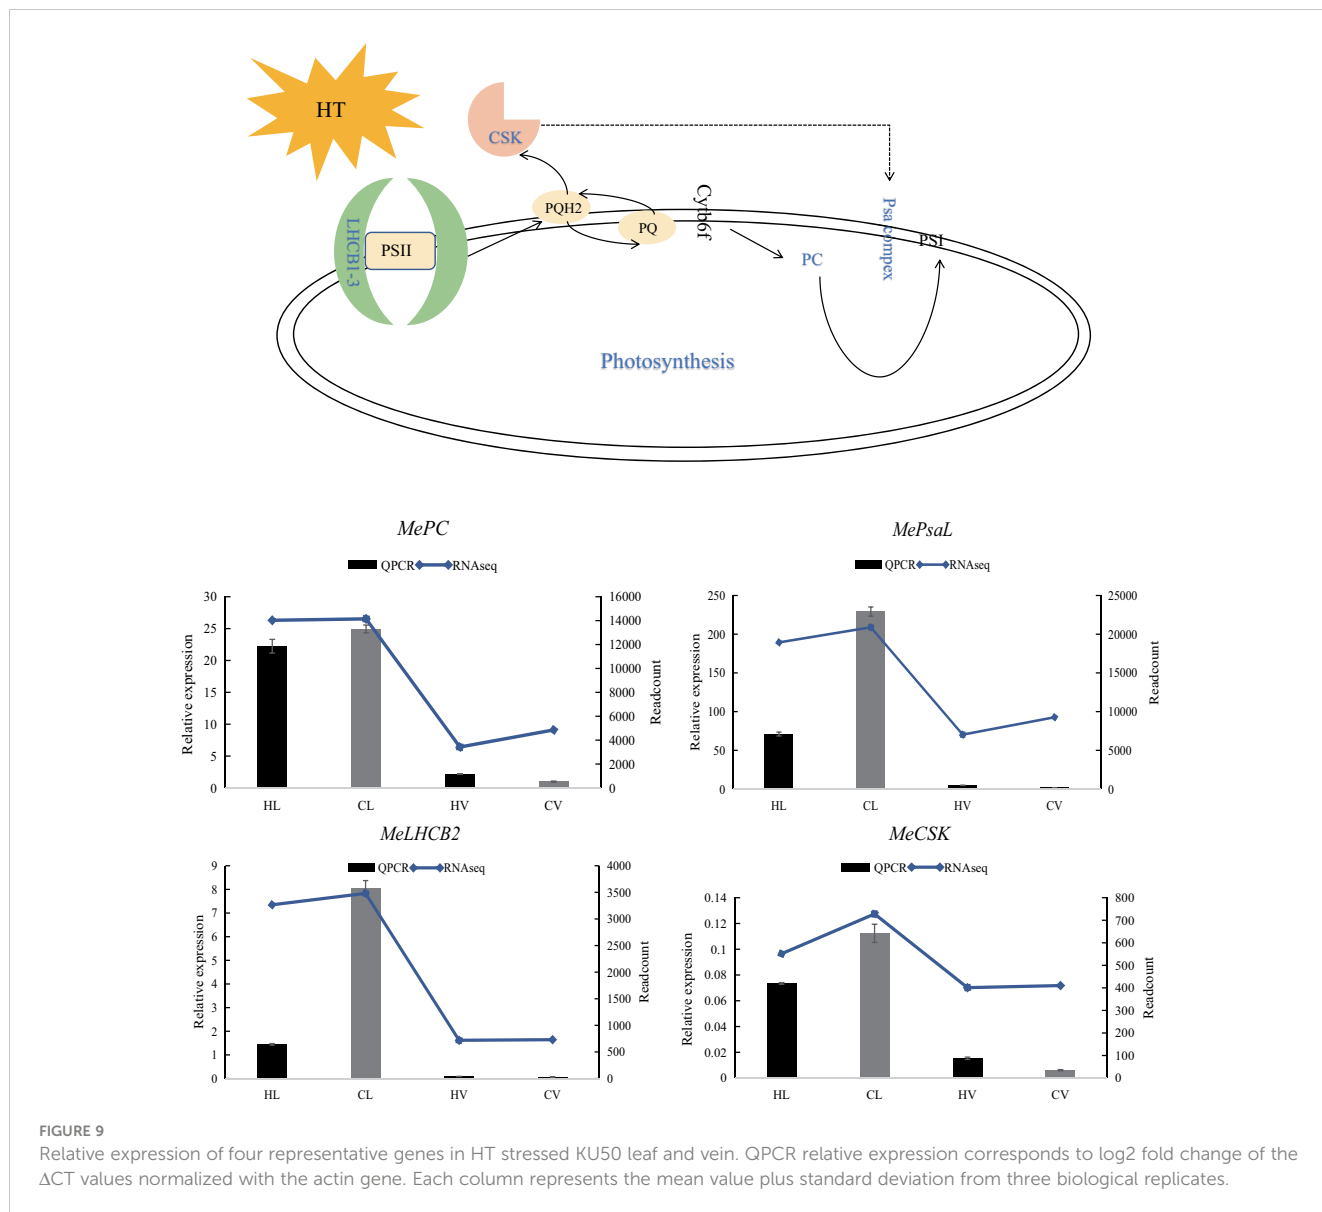 HT
CSK
LHCB1-3
PSII
PQH2
PQ
Cytb6f
PC
Psa compex
PSI
Photosynthesis
MePC
QPCR RNAseq
Relative expression
30
25
20
15
10
5
0
16000
14000
12000
10000
8000
6000
4000
2000
0
Readcount
HL CL HV CV
MePsaL
QPCR RNAseq
Relative expression
250
200
150
100
50
0
25000
20000
15000
10000
5000
0
Readcount
HL CL HV CV
MeLHCB2
QPCR RNAseq
Relative expression
9
8
7
6
5
4
3
2
1
0
4000
3500
3000
2500
2000
1500
1000
500
0
Readcount
HL CL HV CV
MeCSK
QPCR RNAseq
Relative expression
0.14
0.12
0.1
0.08
0.06
0.04
0.02
0
800
700
600
500
400
300
200
100
0
Readcount
HL CL HV CV
FIGURE 9
Relative expression of four representative genes in HT stressed KU50 leaf and vein. QPCR relative expression corresponds to log2 fold change of the
ΔCT values normalized with the actin gene. Each column represents the mean value plus standard deviation from three biological replicates.